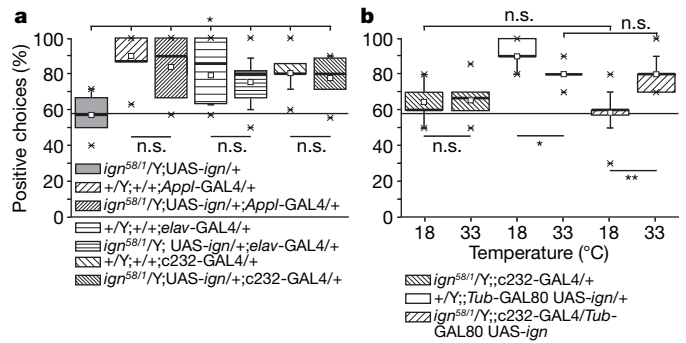 a
*
b
n.s.
n.s.
Positive choices (%)
100
80
60
40
20
0
n.s.
n.s.
n.s.
ign58/1/Y;UAS-ign/+
+/Y;+/+;Appl-GAL4/+
ign58/1/Y;UAS-ign/+;Appl-GAL4/+
+/Y;+/+;elav-GAL4/+
ign58/1/Y; UAS-ign/+;elav-GAL4/+
+/Y;+/+;c232-GAL4/+
ign58/1/Y;UAS-ign/+;c232-GAL4/+
100
80
60
40
20
0
n.s.
*
**
18 33 18 33 18 33
Temperature (°C)
ign58/1/Y;;c232-GAL4/+
+/Y;;Tub-GAL80 UAS-ign/+
ign58/1/Y;;c232-GAL4/Tub-
GAL80 UAS-ign